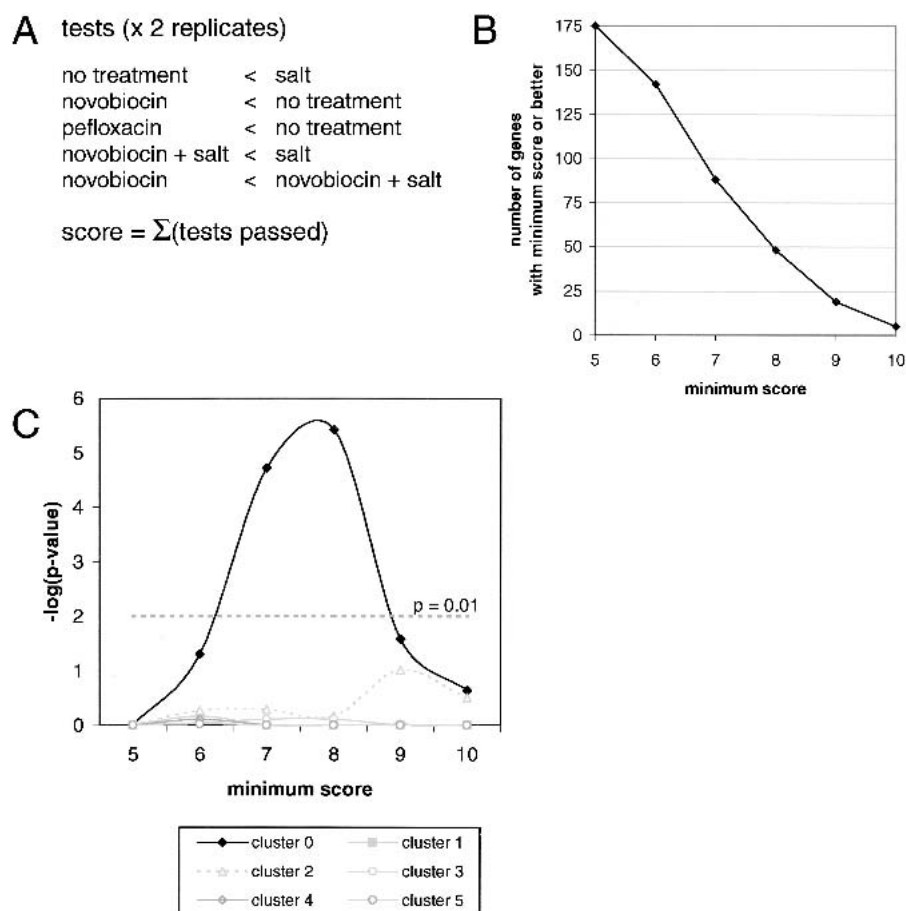 A
tests (x 2 replicates)
no treatment < salt
novobiocin < no treatment
pefloxacin < no treatment
novobiocin + salt < salt
novobiocin < novobiocin + salt
score = Σ(tests passed)
B
number of genes
with minimum score or better
175
150
125
100
75
50
25
0
5 6 7 8 9 10
minimum score
C
-log(p-value)
6
5
4
3
2
1
0
p = 0.01
5 6 7 8 9 10
minimum score
cluster 0 cluster 1
cluster 2 cluster 3
cluster 4 cluster 5